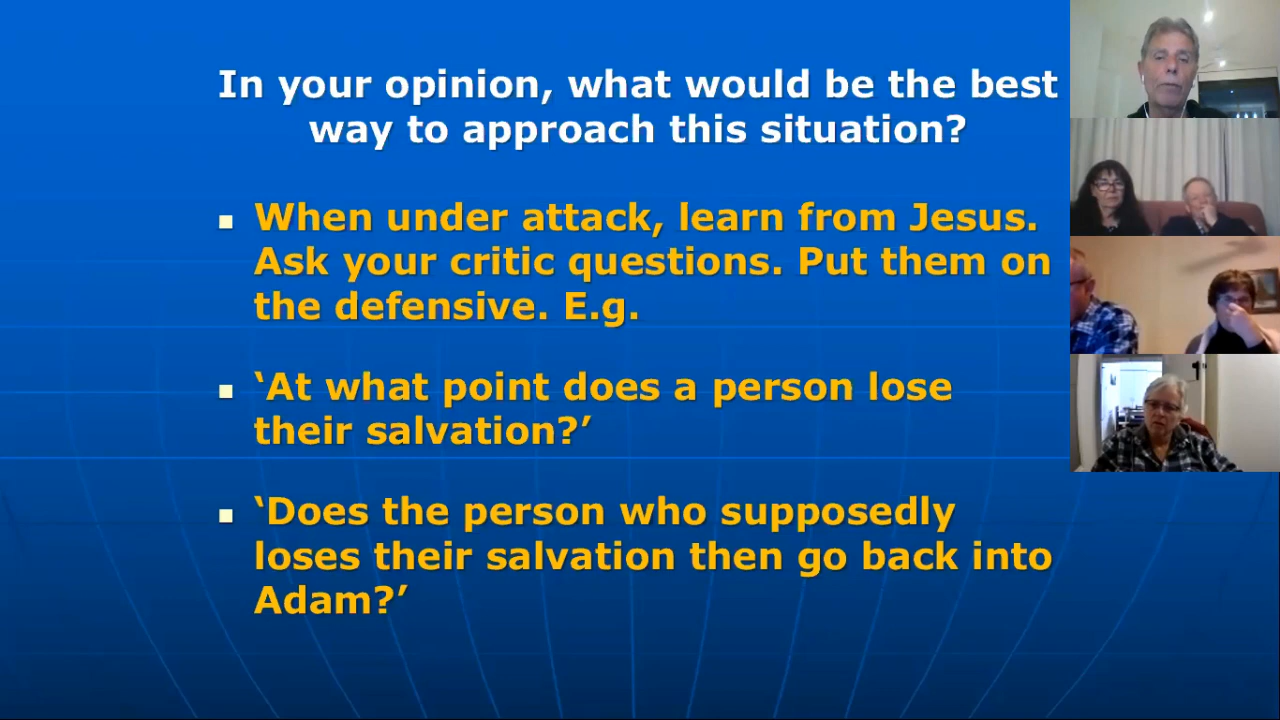 In your opinion, what would be the best
way to approach this situation?
When under attack, learn from Jesus.
Ask your critic questions. Put them on
the defensive. E.g.
‘At what point does a person lose
their salvation?’
‘Does the person who supposedly
loses their salvation then go back into
Adam?’